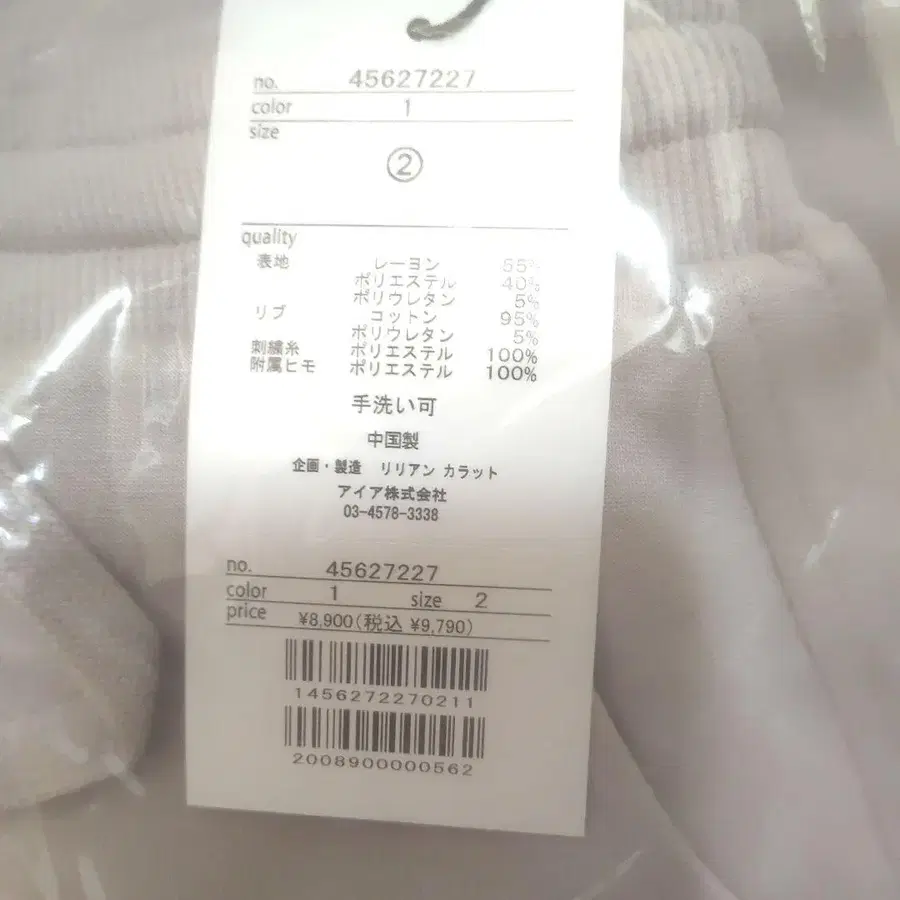 no. 45627227
color 1
size
②
quality
表地 レーヨン 55%
ポリエステル 40%
ポリウレタン 5%
リブ コットン 95%
ポリウレタン 5%
刺繍糸 ポリエステル 100%
附属ヒモ ポリエステル 100%
手洗い可
中国製
企画・製造 リリアン カラット
アイア株式会社
03-4578-3338
no. 45627227
color 1 size 2
price ¥8,900(税込 ¥9,790)
1456272270211
2008900000562